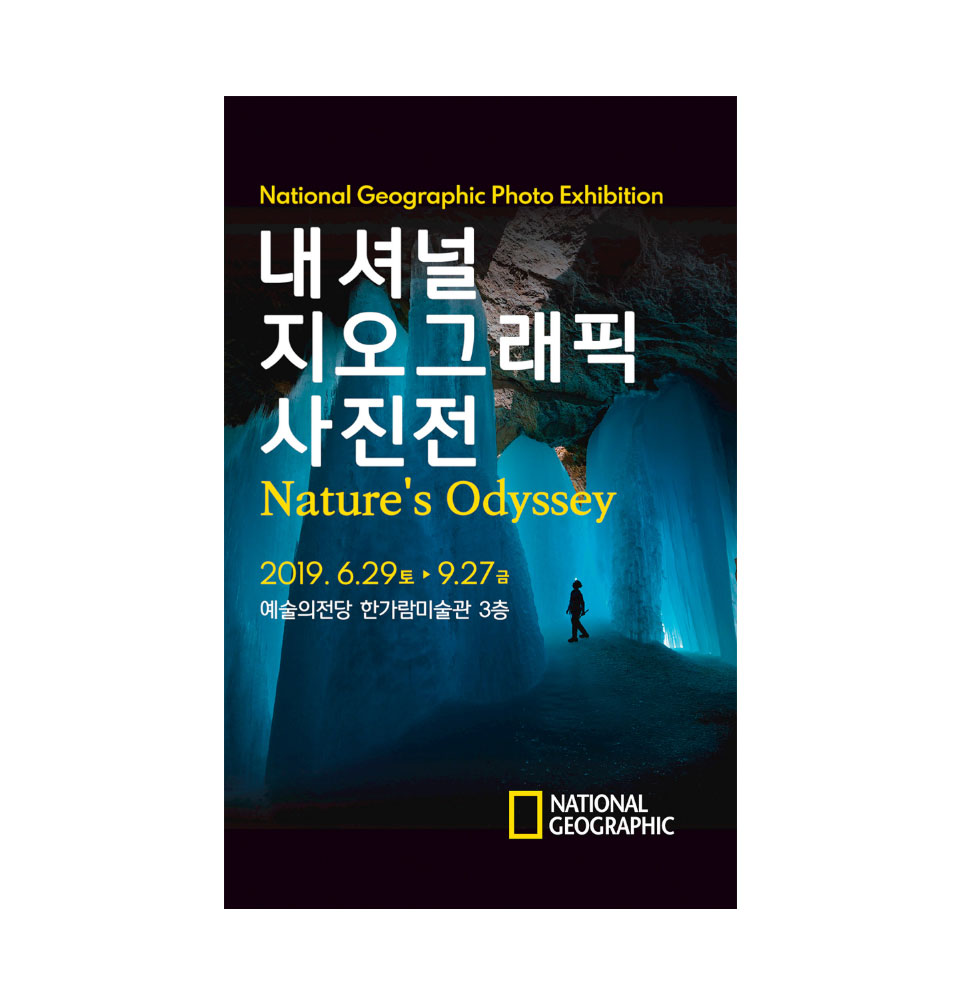 National Geographic Photo Exhibition
내셔널
지오그래픽
사진전
Nature's Odyssey
2019. 6.29토 ▸ 9.27금
예술의전당 한가람미술관 3층
NATIONAL
GEOGRAPHIC